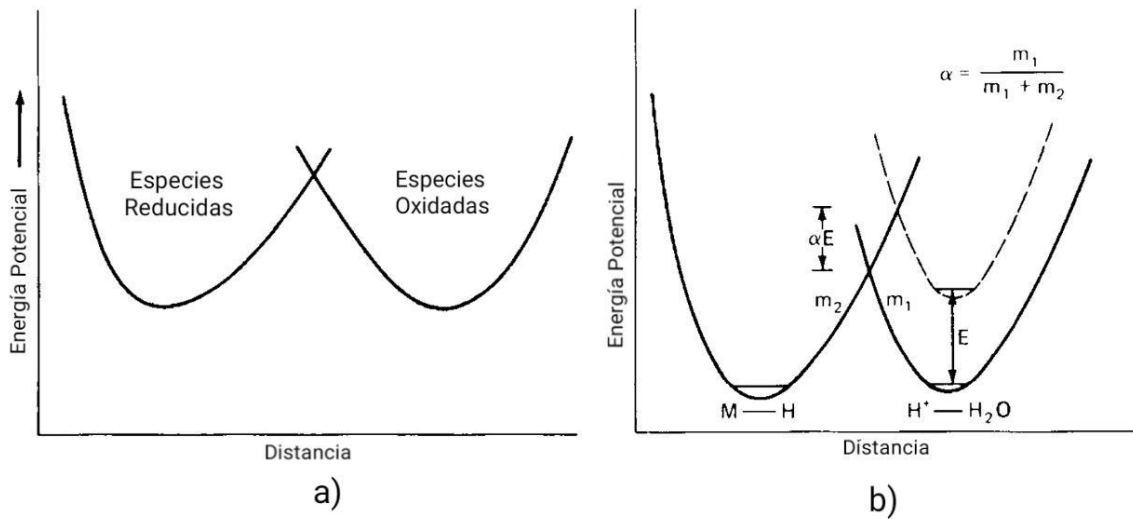 Energía Potencial
Especies
Reducidas
Especies
Oxidadas
Distancia
a)
Energía Potencial
α = m₁ / (m₁ + m₂)
αE
m₂
m₁
E
M — H
H⁺ — H₂O
Distancia
b)